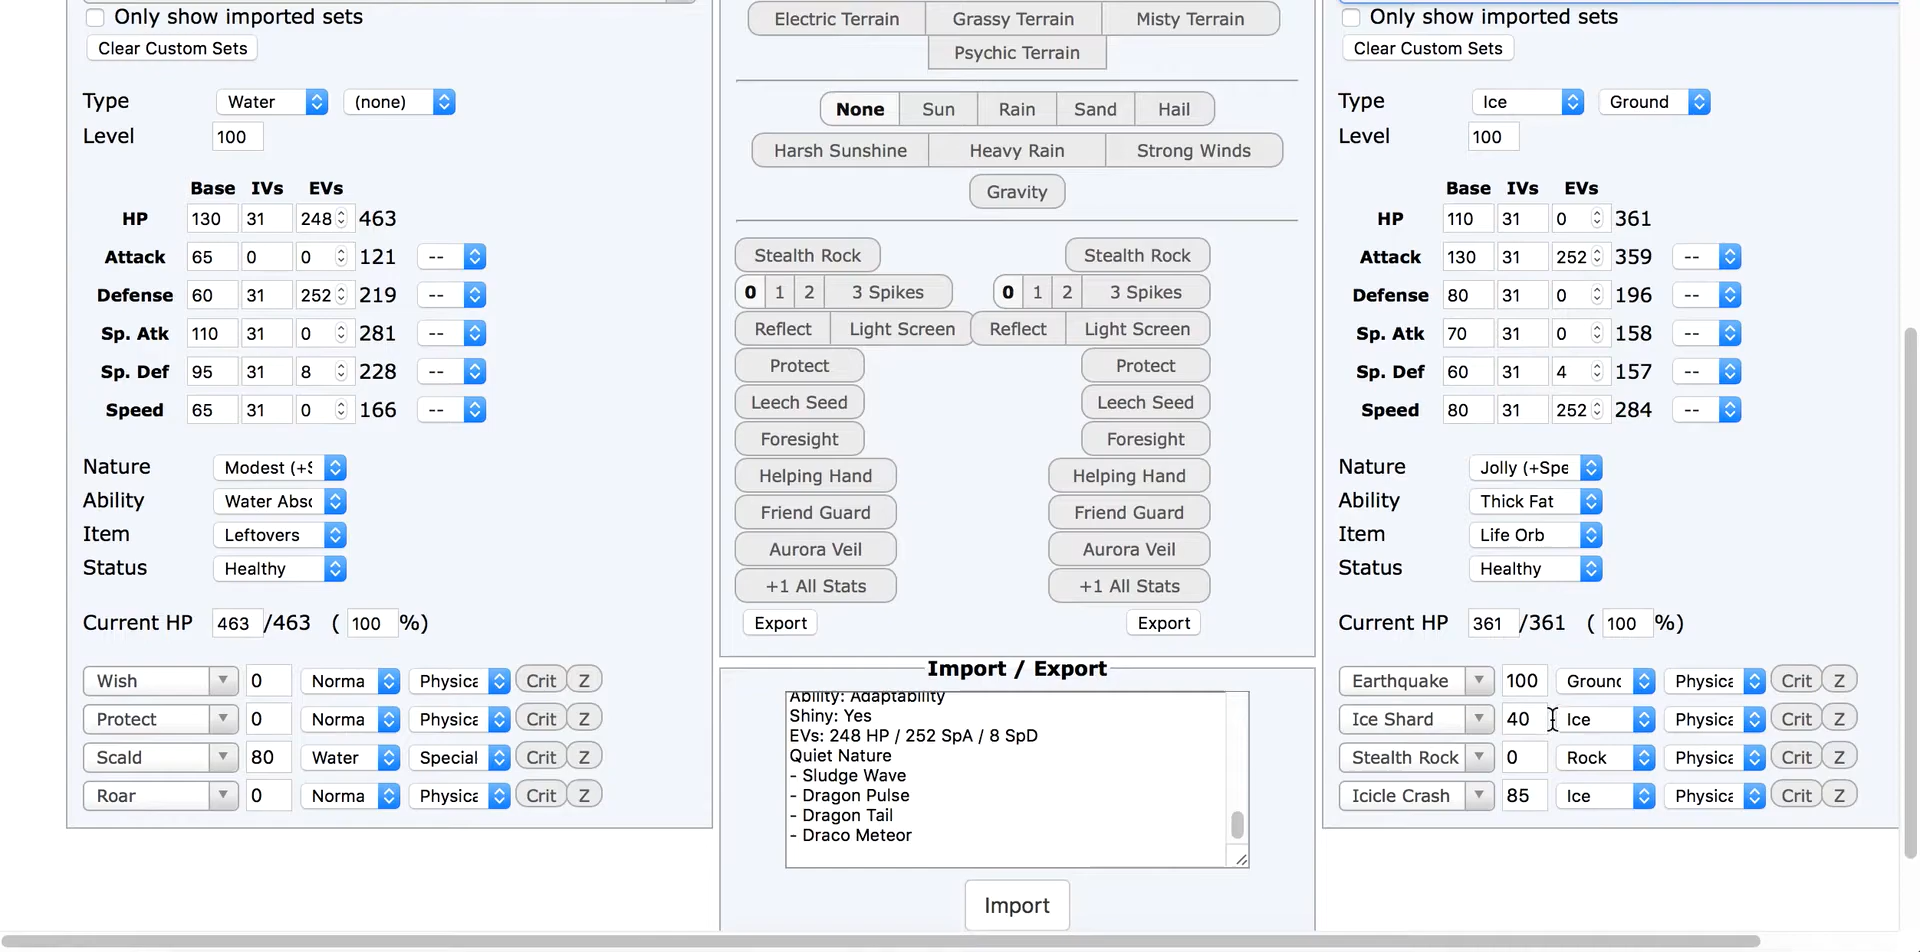 Only show imported sets
Clear Custom Sets
Type Water (none)
Level 100
Base IVs EVs
HP 130 31 248 463
Attack 65 0 0 121 --
Defense 60 31 252 219 --
Sp. Atk 110 31 0 281 --
Sp. Def 95 31 8 228 --
Speed 65 31 0 166 --
Nature Modest (+S
Ability Water Abso
Item Leftovers
Status Healthy
Current HP 463 /463 ( 100 %)
Wish 0 Norma Physica Crit Z
Protect 0 Norma Physica Crit Z
Scald 80 Water Special Crit Z
Roar 0 Norma Physica Crit Z
Electric Terrain Grassy Terrain Misty Terrain
Psychic Terrain
None Sun Rain Sand Hail
Harsh Sunshine Heavy Rain Strong Winds
Gravity
Stealth Rock Stealth Rock
0 1 2 3 Spikes 0 1 2 3 Spikes
Reflect Light Screen Reflect Light Screen
Protect Protect
Leech Seed Leech Seed
Foresight Foresight
Helping Hand Helping Hand
Friend Guard Friend Guard
Aurora Veil Aurora Veil
+1 All Stats +1 All Stats
Export Export
Import / Export
Ability: Adaptability
Shiny: Yes
EVs: 248 HP / 252 SpA / 8 SpD
Quiet Nature
- Sludge Wave
- Dragon Pulse
- Dragon Tail
- Draco Meteor
Import
Only show imported sets
Clear Custom Sets
Type Ice Ground
Level 100
Base IVs EVs
HP 110 31 0 361
Attack 130 31 252 359 --
Defense 80 31 0 196 --
Sp. Atk 70 31 0 158 --
Sp. Def 60 31 4 157 --
Speed 80 31 252 284 --
Nature Jolly (+Spe
Ability Thick Fat
Item Life Orb
Status Healthy
Current HP 361 /361 ( 100 %)
Earthquake 100 Ground Physica Crit Z
Ice Shard 40 Ice Physica Crit Z
Stealth Rock 0 Rock Physica Crit Z
Icicle Crash 85 Ice Physica Crit Z